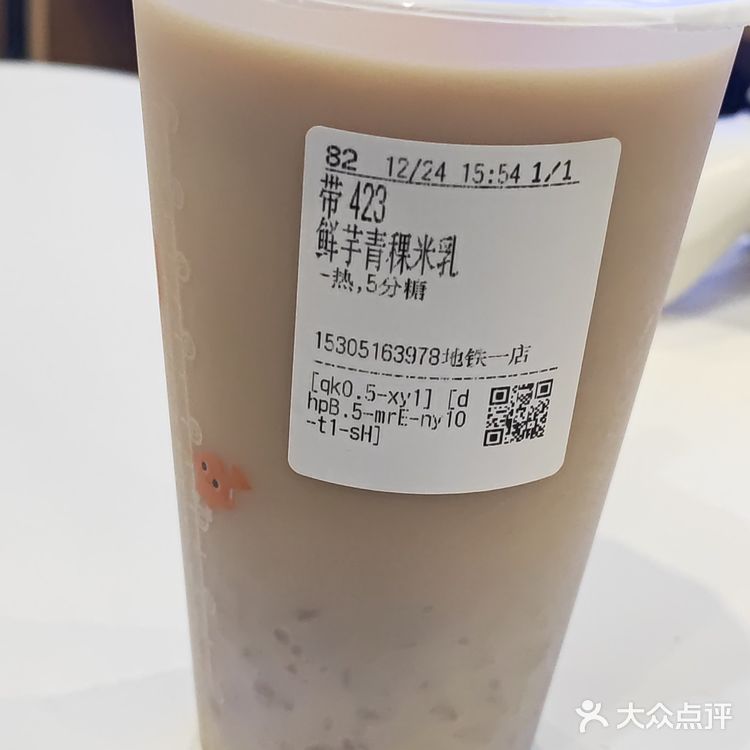 82 12/24 15:54 1/1
带 423
鲜芋青稞米乳
-热,5分糖
15305163978地铁一店
[qk0.5-xy1] [d
hpB.5-mrE-ny10
-t1-sH]
大众点评